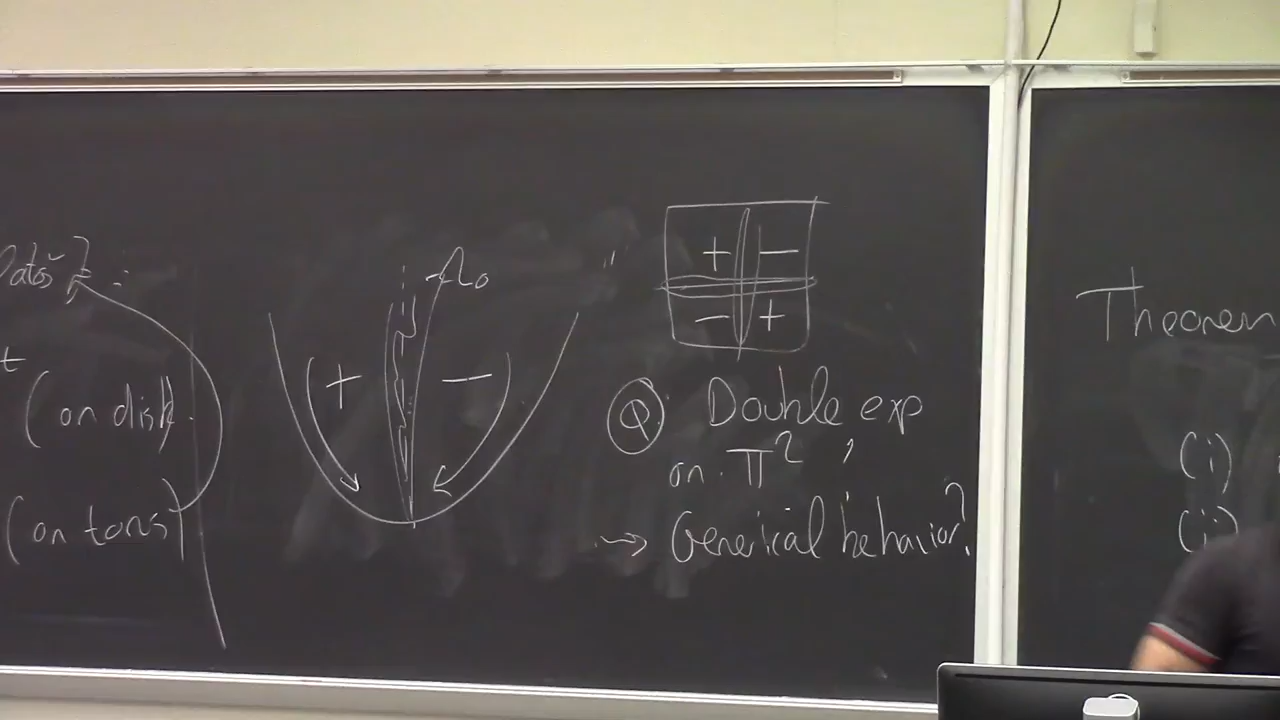 t
(on disk).
(on torus)
+ −
+ −
− +
Q: Double exp
on 𝕋²,
→ Generical behavior?
Theorem
(i)